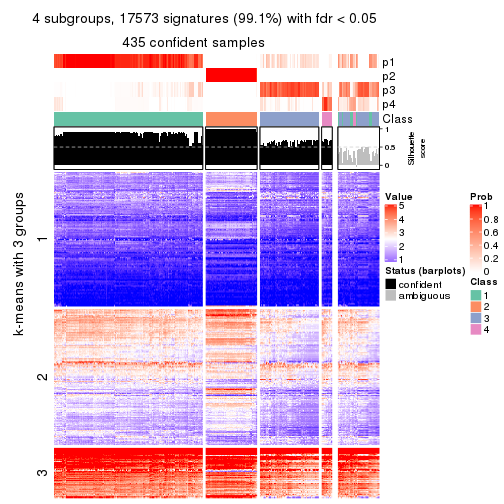 4 subgroups, 17573 signatures (99.1%) with fdr < 0.05
435 confident samples
p1
p2
p3
p4
Class
1
0.5
0
Silhouette
score
k-means with 3 groups
1
2
3
Value
5
4
3
2
1
Status (barplots)
confident
ambiguous
Prob
1
0.8
0.6
0.4
0.2
0
Class
1
2
3
4